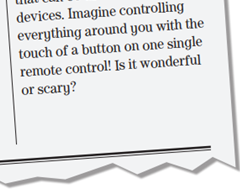 devices. Imagine controlling
everything around you with the
touch of a button on one single
remote control! Is it wonderful
or scary?